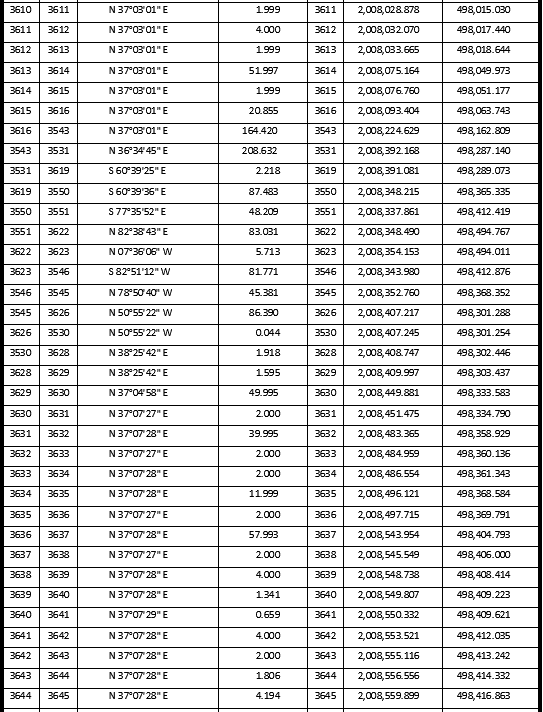 3610 3611 N 37°03'01" E 1.999 3611 2,008,028.878 498,015.030
3611 3612 N 37°03'01" E 4.000 3612 2,008,032.070 498,017.440
3612 3613 N 37°03'01" E 1.999 3613 2,008,033.665 498,018.644
3613 3614 N 37°03'01" E 51.997 3614 2,008,075.164 498,049.973
3614 3615 N 37°03'01" E 1.999 3615 2,008,076.760 498,051.177
3615 3616 N 37°03'01" E 20.855 3616 2,008,093.404 498,063.743
3616 3543 N 37°03'01" E 164.420 3543 2,008,224.629 498,162.809
3543 3531 N 36°34'45" E 208.632 3531 2,008,392.168 498,287.140
3531 3619 S 60°39'25" E 2.218 3619 2,008,391.081 498,289.073
3619 3550 S 60°39'36" E 87.483 3550 2,008,348.215 498,365.335
3550 3551 S 77°35'52" E 48.209 3551 2,008,337.861 498,412.419
3551 3622 N 82°38'43" E 83.031 3622 2,008,348.490 498,494.767
3622 3623 N 07°36'06" W 5.713 3623 2,008,354.153 498,494.011
3623 3546 S 82°51'12" W 81.771 3546 2,008,343.980 498,412.876
3546 3545 N 78°50'40" W 45.381 3545 2,008,352.760 498,368.352
3545 3626 N 50°55'22" W 86.390 3626 2,008,407.217 498,301.288
3626 3530 N 50°55'22" W 0.044 3530 2,008,407.245 498,301.254
3530 3628 N 38°25'42" E 1.918 3628 2,008,408.747 498,302.446
3628 3629 N 38°25'42" E 1.595 3629 2,008,409.997 498,303.437
3629 3630 N 37°04'58" E 49.995 3630 2,008,449.881 498,333.583
3630 3631 N 37°07'27" E 2.000 3631 2,008,451.475 498,334.790
3631 3632 N 37°07'28" E 39.995 3632 2,008,483.365 498,358.929
3632 3633 N 37°07'27" E 2.000 3633 2,008,484.959 498,360.136
3633 3634 N 37°07'28" E 2.000 3634 2,008,486.554 498,361.343
3634 3635 N 37°07'28" E 11.999 3635 2,008,496.121 498,368.584
3635 3636 N 37°07'27" E 2.000 3636 2,008,497.715 498,369.791
3636 3637 N 37°07'28" E 57.993 3637 2,008,543.954 498,404.793
3637 3638 N 37°07'27" E 2.000 3638 2,008,545.549 498,406.000
3638 3639 N 37°07'28" E 4.000 3639 2,008,548.738 498,408.414
3639 3640 N 37°07'28" E 1.341 3640 2,008,549.807 498,409.223
3640 3641 N 37°07'29" E 0.659 3641 2,008,550.332 498,409.621
3641 3642 N 37°07'28" E 4.000 3642 2,008,553.521 498,412.035
3642 3643 N 37°07'28" E 2.000 3643 2,008,555.116 498,413.242
3643 3644 N 37°07'28" E 1.806 3644 2,008,556.556 498,414.332
3644 3645 N 37°07'28" E 4.194 3645 2,008,559.899 498,416.863